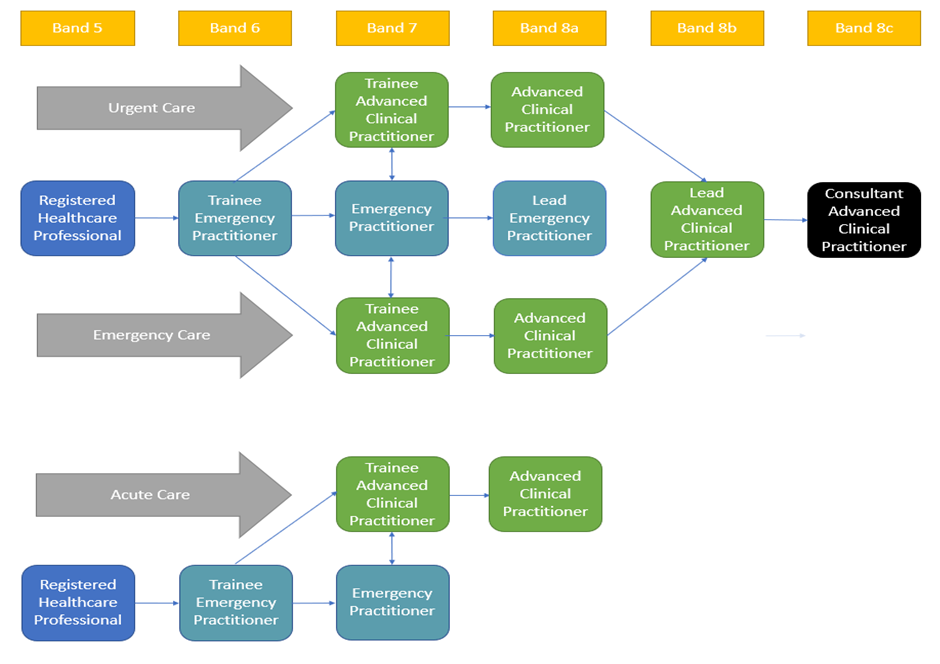 Band 5
Band 6
Band 7
Band 8a
Band 8b
Band 8c
Urgent Care
Trainee
Advanced
Clinical
Practitioner
Advanced
Clinical
Practitioner
Registered
Healthcare
Professional
Trainee
Emergency
Practitioner
Emergency
Practitioner
Lead
Emergency
Practitioner
Lead
Advanced
Clinical
Practitioner
Consultant
Advanced
Clinical
Practitioner
Emergency Care
Trainee
Advanced
Clinical
Practitioner
Advanced
Clinical
Practitioner
Acute Care
Trainee
Advanced
Clinical
Practitioner
Advanced
Clinical
Practitioner
Registered
Healthcare
Professional
Trainee
Emergency
Practitioner
Emergency
Practitioner